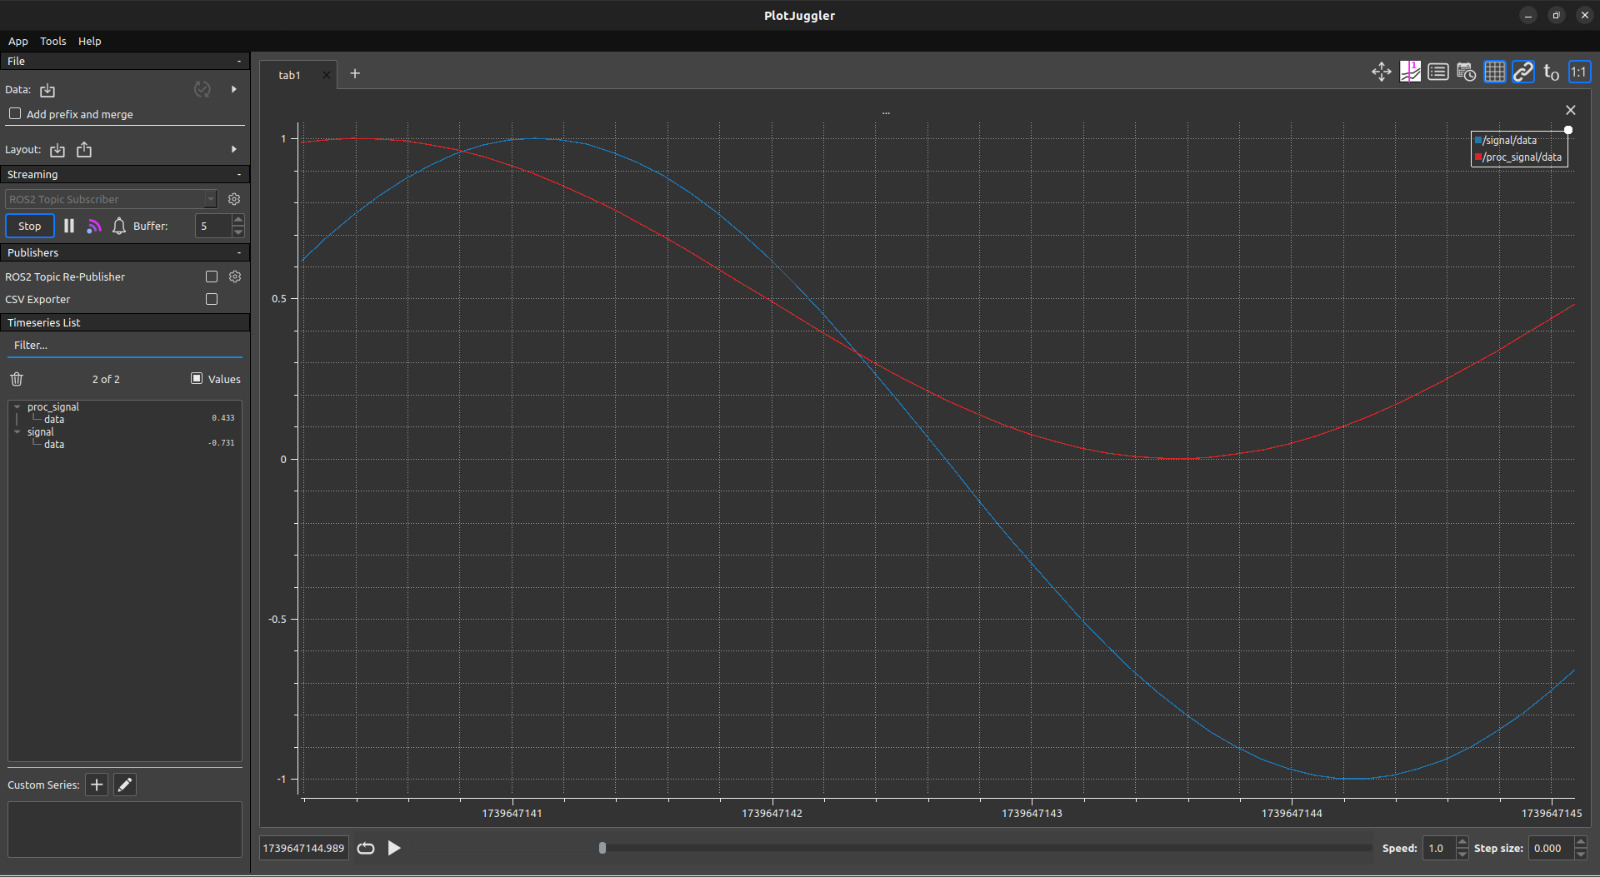 PlotJuggler
App Tools Help
File -
Data:
Add prefix and merge
Layout:
Streaming -
ROS2 Topic Subscriber
Stop Buffer: 5
Publishers -
ROS2 Topic Re-Publisher
CSV Exporter
Timeseries List
Filter...
2 of 2 Values
proc_signal
data 0.433
signal
data -0.731
Custom Series:
tab1
1
t0 1:1
...
/signal/data
/proc_signal/data
1
0.5
0
-0.5
-1
1739647141 1739647142 1739647143 1739647144 1739647145
1739647144.989 Speed: 1.0 Step size: 0.000